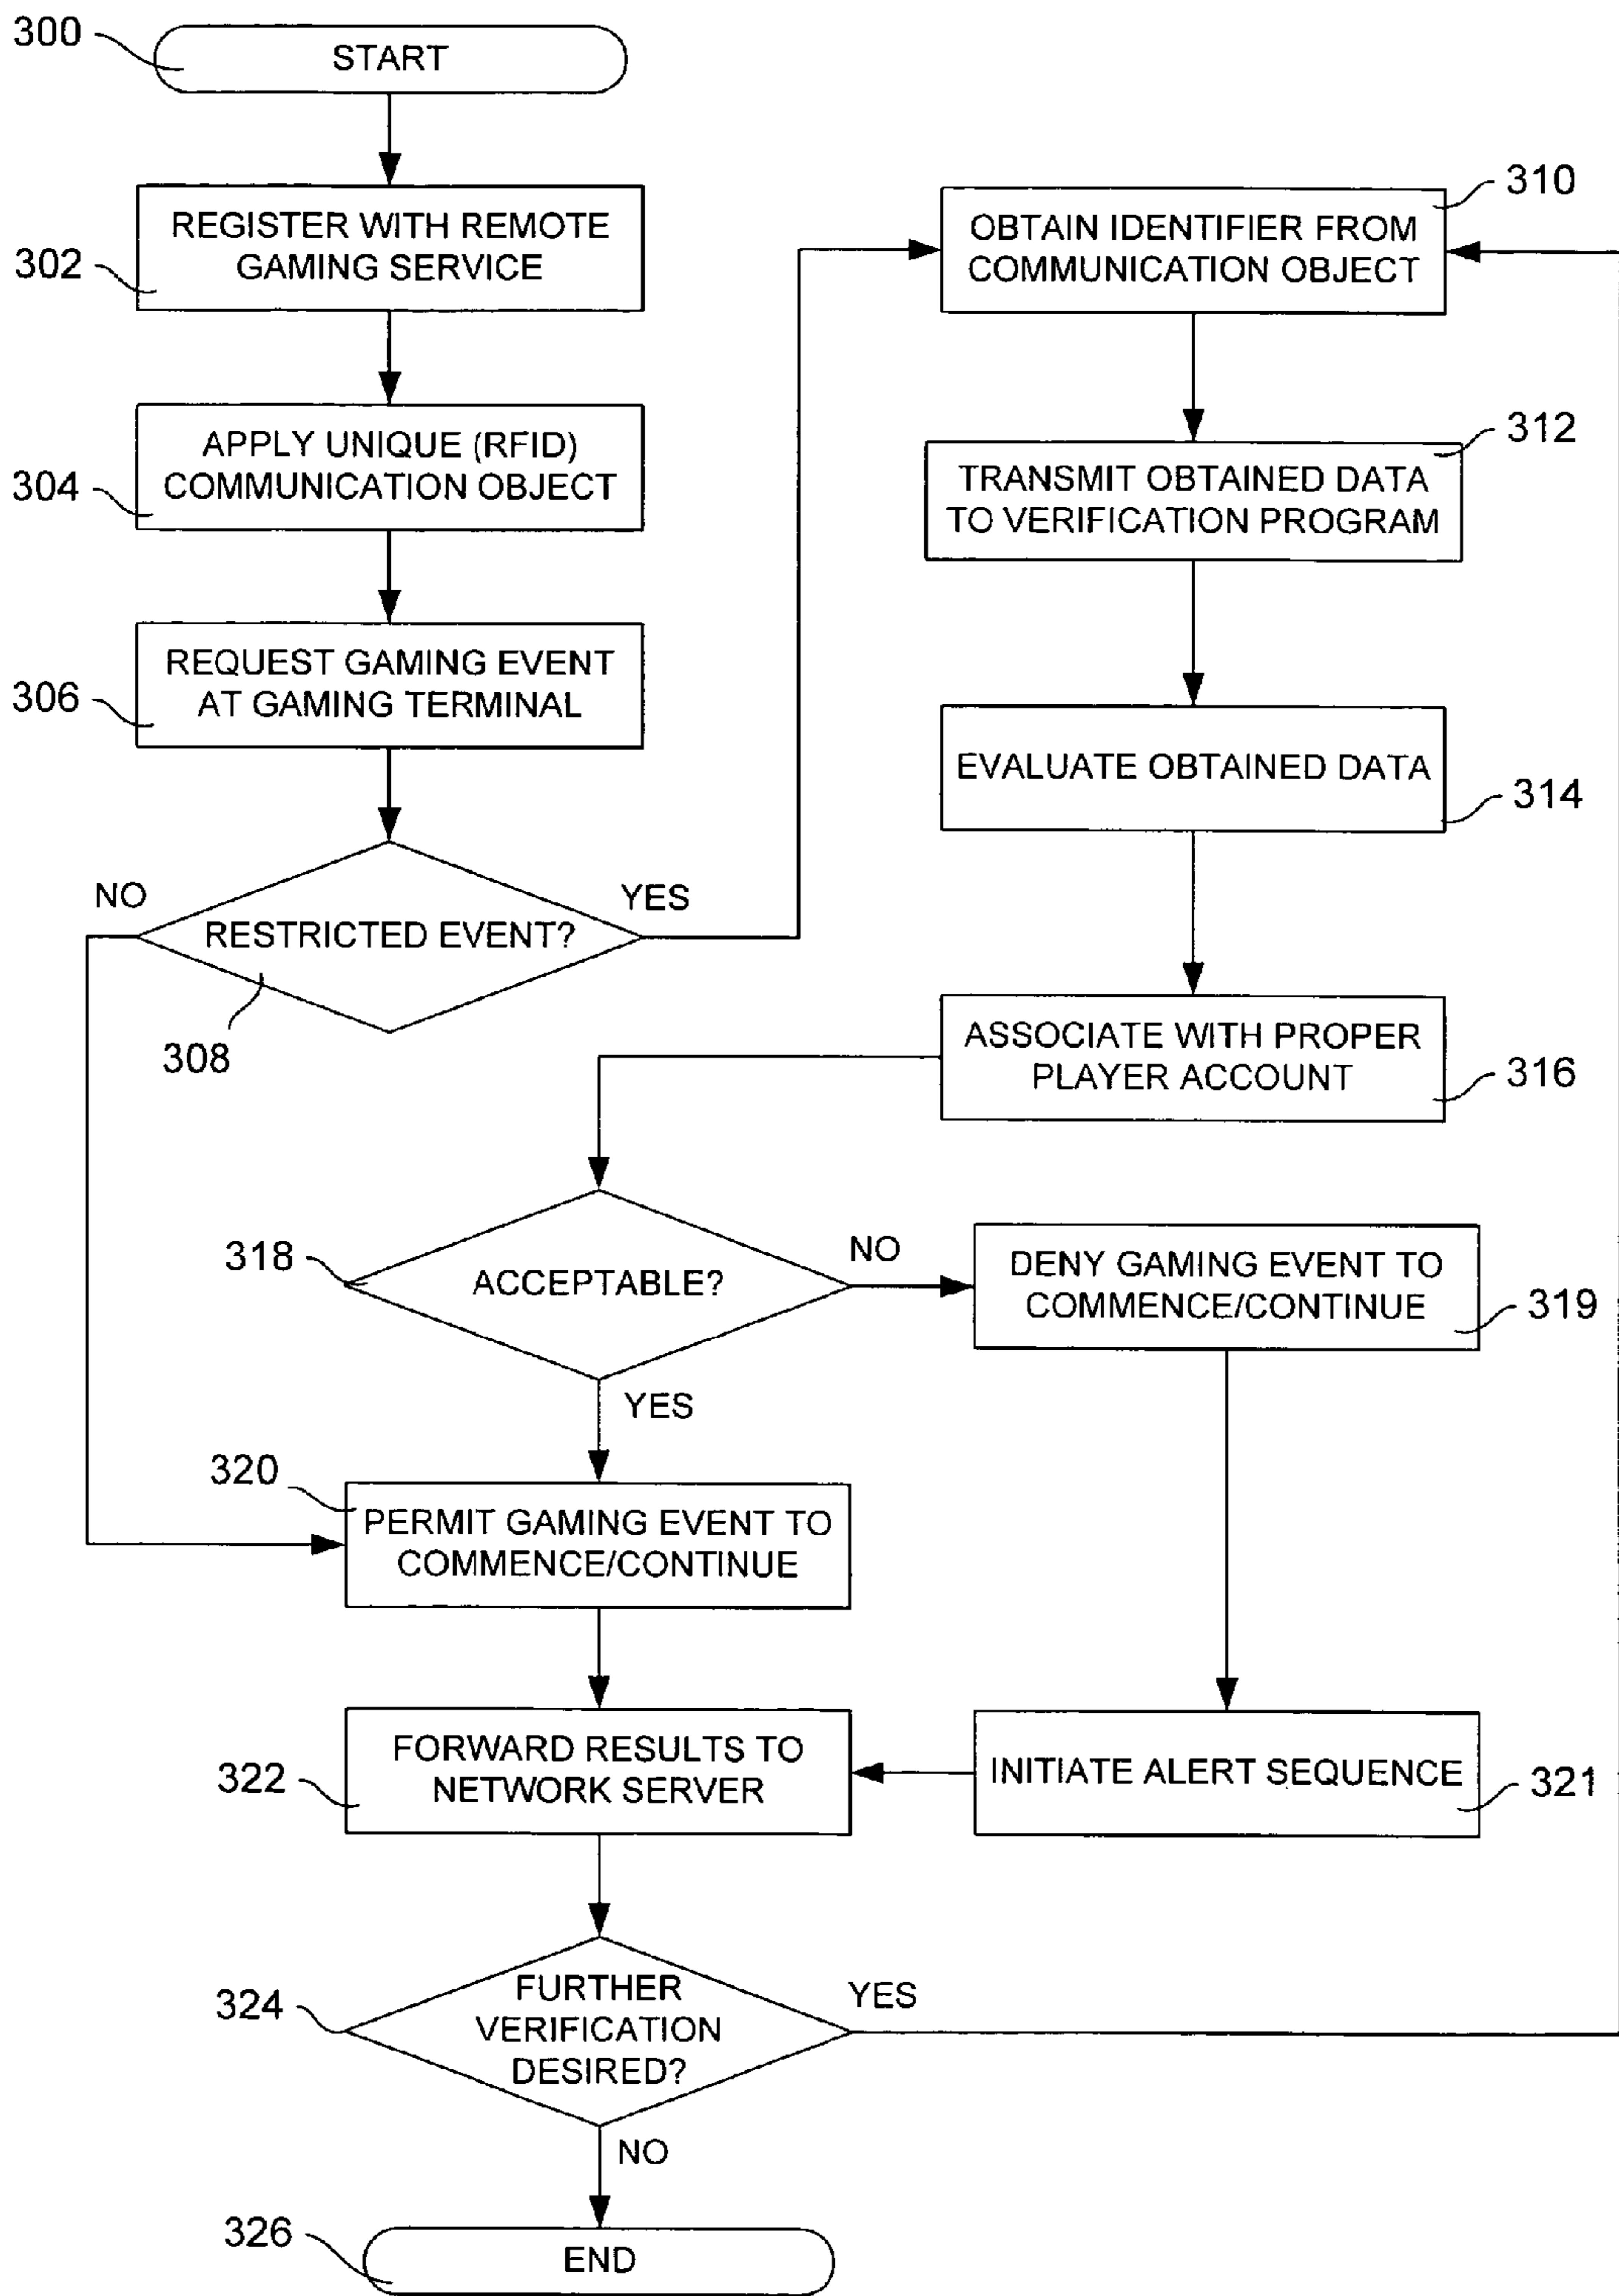 300
START
302
REGISTER WITH REMOTE
GAMING SERVICE
304
APPLY UNIQUE (RFID)
COMMUNICATION OBJECT
306
REQUEST GAMING EVENT
AT GAMING TERMINAL
NO
YES
RESTRICTED EVENT?
308
310
OBTAIN IDENTIFIER FROM
COMMUNICATION OBJECT
312
TRANSMIT OBTAINED DATA
TO VERIFICATION PROGRAM
EVALUATE OBTAINED DATA
314
ASSOCIATE WITH PROPER
PLAYER ACCOUNT
316
318
ACCEPTABLE?
NO
YES
DENY GAMING EVENT TO
COMMENCE/CONTINUE
319
320
PERMIT GAMING EVENT TO
COMMENCE/CONTINUE
322
FORWARD RESULTS TO
NETWORK SERVER
INITIATE ALERT SEQUENCE
321
324
FURTHER
VERIFICATION
DESIRED?
YES
NO
326
END